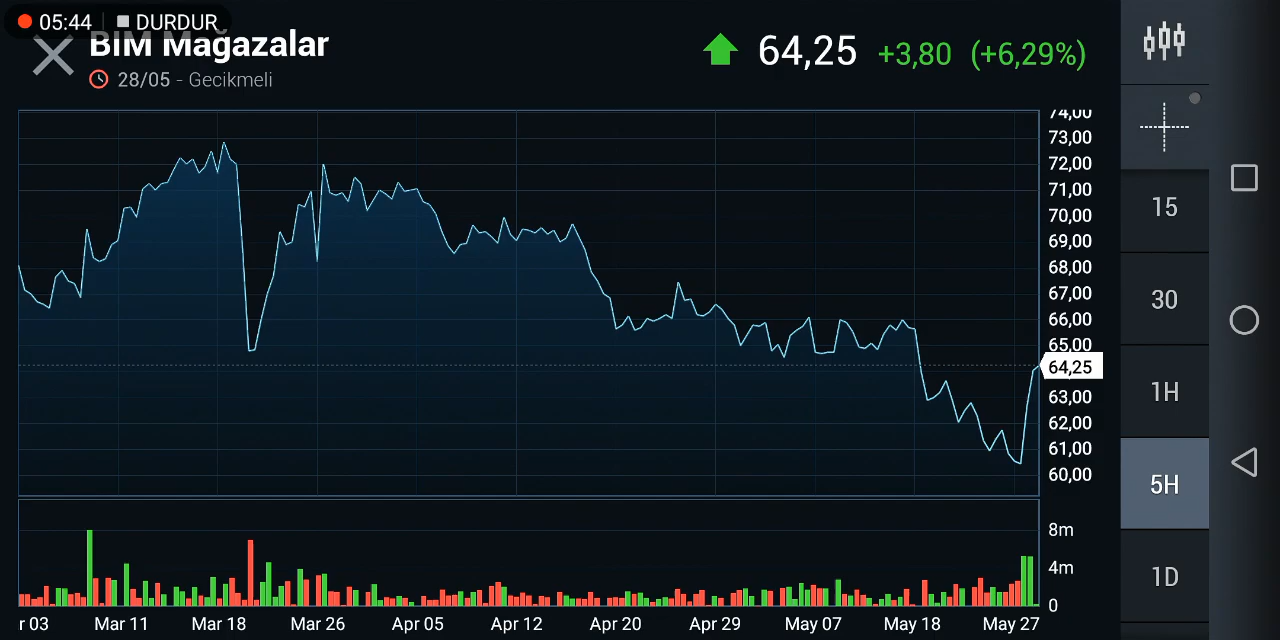 05:44 DURDUR
BİM Mağazalar
28/05 - Gecikmeli
64,25 +3,80 (+6,29%)
74,00
73,00
72,00
71,00
70,00
69,00
68,00
67,00
66,00
65,00
64,25
63,00
62,00
61,00
60,00
8m
4m
0
r 03 Mar 11 Mar 18 Mar 26 Apr 05 Apr 12 Apr 20 Apr 29 May 07 May 18 May 27
15
30
1H
5H
1D